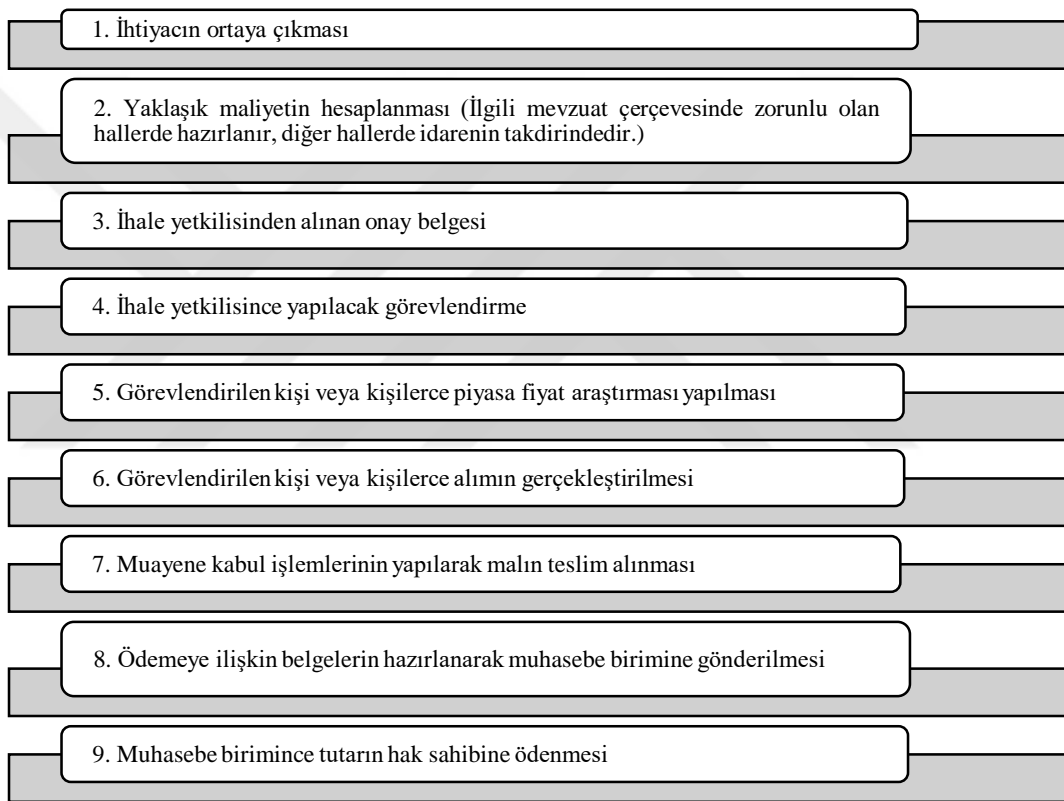 1. İhtiyacın ortaya çıkması
2. Yaklaşık maliyetin hesaplanması (İlgili mevzuat çerçevesinde zorunlu olan
hallerde hazırlanır, diğer hallerde idarenin takdirindedir.)
3. İhale yetkilisinden alınan onay belgesi
4. İhale yetkilisince yapılacak görevlendirme
5. Görevlendirilen kişi veya kişilerce piyasa fiyat araştırması yapılması
6. Görevlendirilen kişi veya kişilerce alımın gerçekleştirilmesi
7. Muayene kabul işlemlerinin yapılarak malın teslim alınması
8. Ödemeye ilişkin belgelerin hazırlanarak muhasebe birimine gönderilmesi
9. Muhasebe birimince tutarın hak sahibine ödenmesi